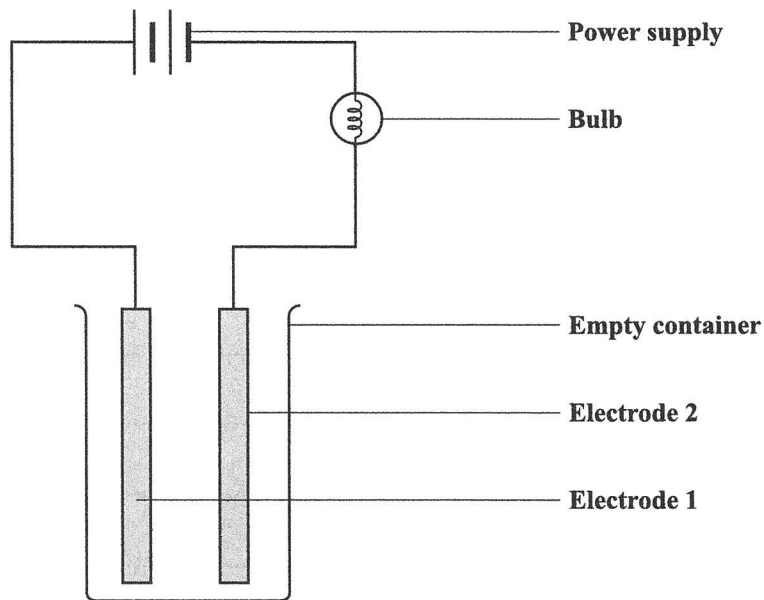 Power supply
Bulb
Empty container
Electrode 2
Electrode 1